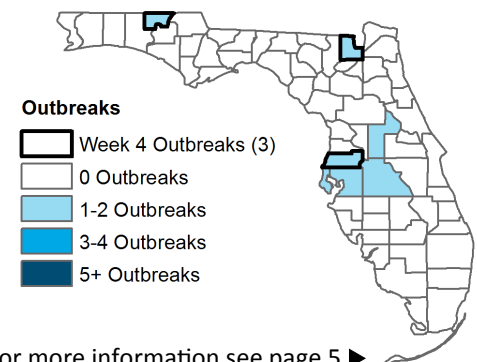 Outbreaks
Week 4 Outbreaks (3)
0 Outbreaks
1-2 Outbreaks
3-4 Outbreaks
5+ Outbreaks
or more information see page 5